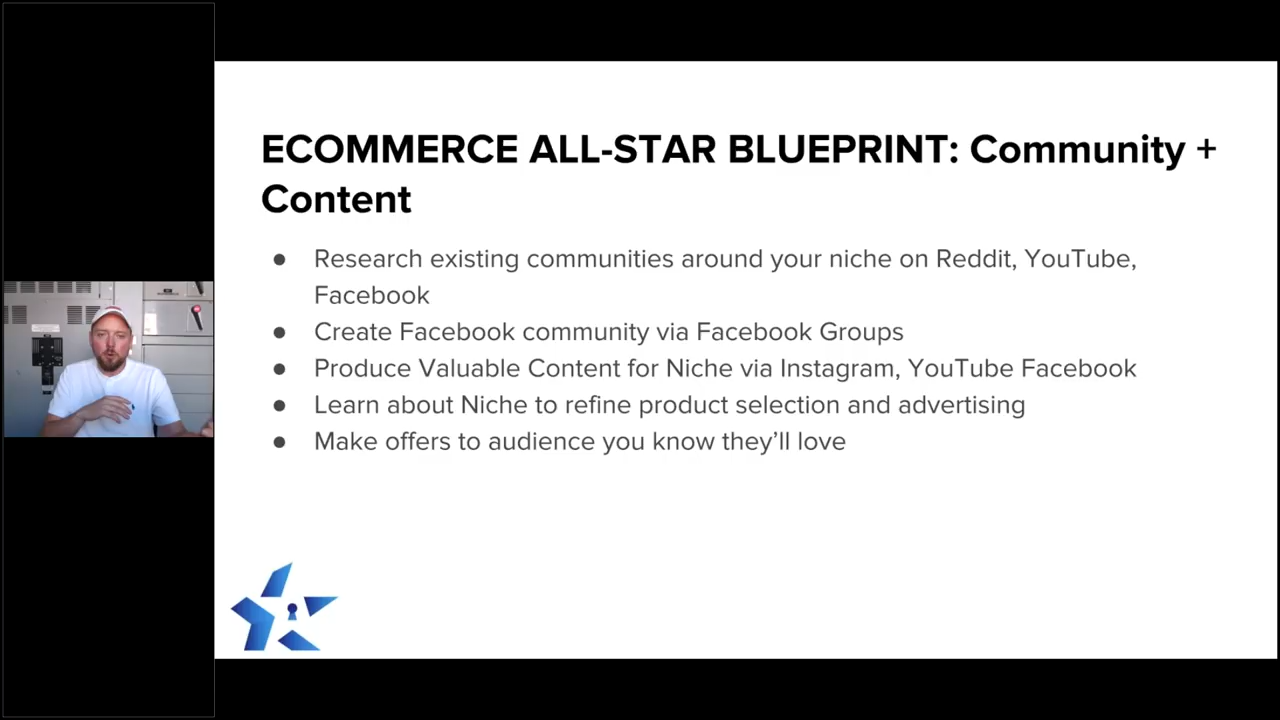 ECOMMERCE ALL-STAR BLUEPRINT: Community +
Content
● Research existing communities around your niche on Reddit, YouTube,
Facebook
● Create Facebook community via Facebook Groups
● Produce Valuable Content for Niche via Instagram, YouTube Facebook
● Learn about Niche to refine product selection and advertising
● Make offers to audience you know they’ll love